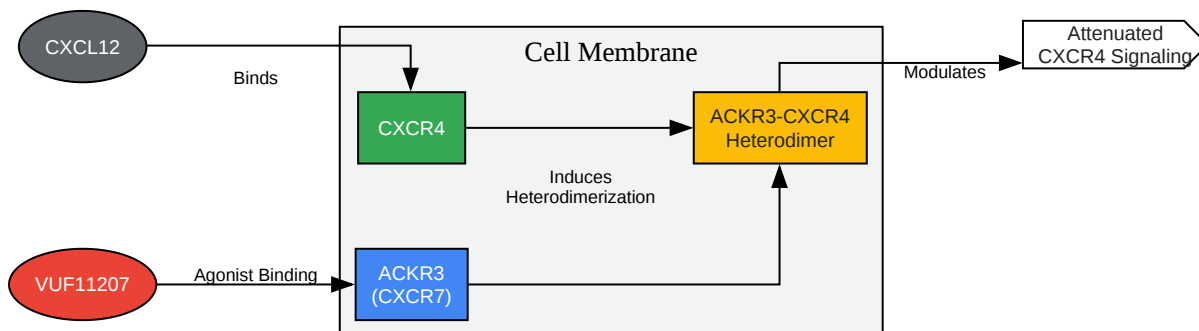 CXCL12
Binds
Cell Membrane
CXCR4
ACKR3-CXCR4
Heterodimer
Modulates
Attenuated
CXCR4 Signaling
Induces
Heterodimerization
VUF11207
Agonist Binding
ACKR3
(CXCR7)